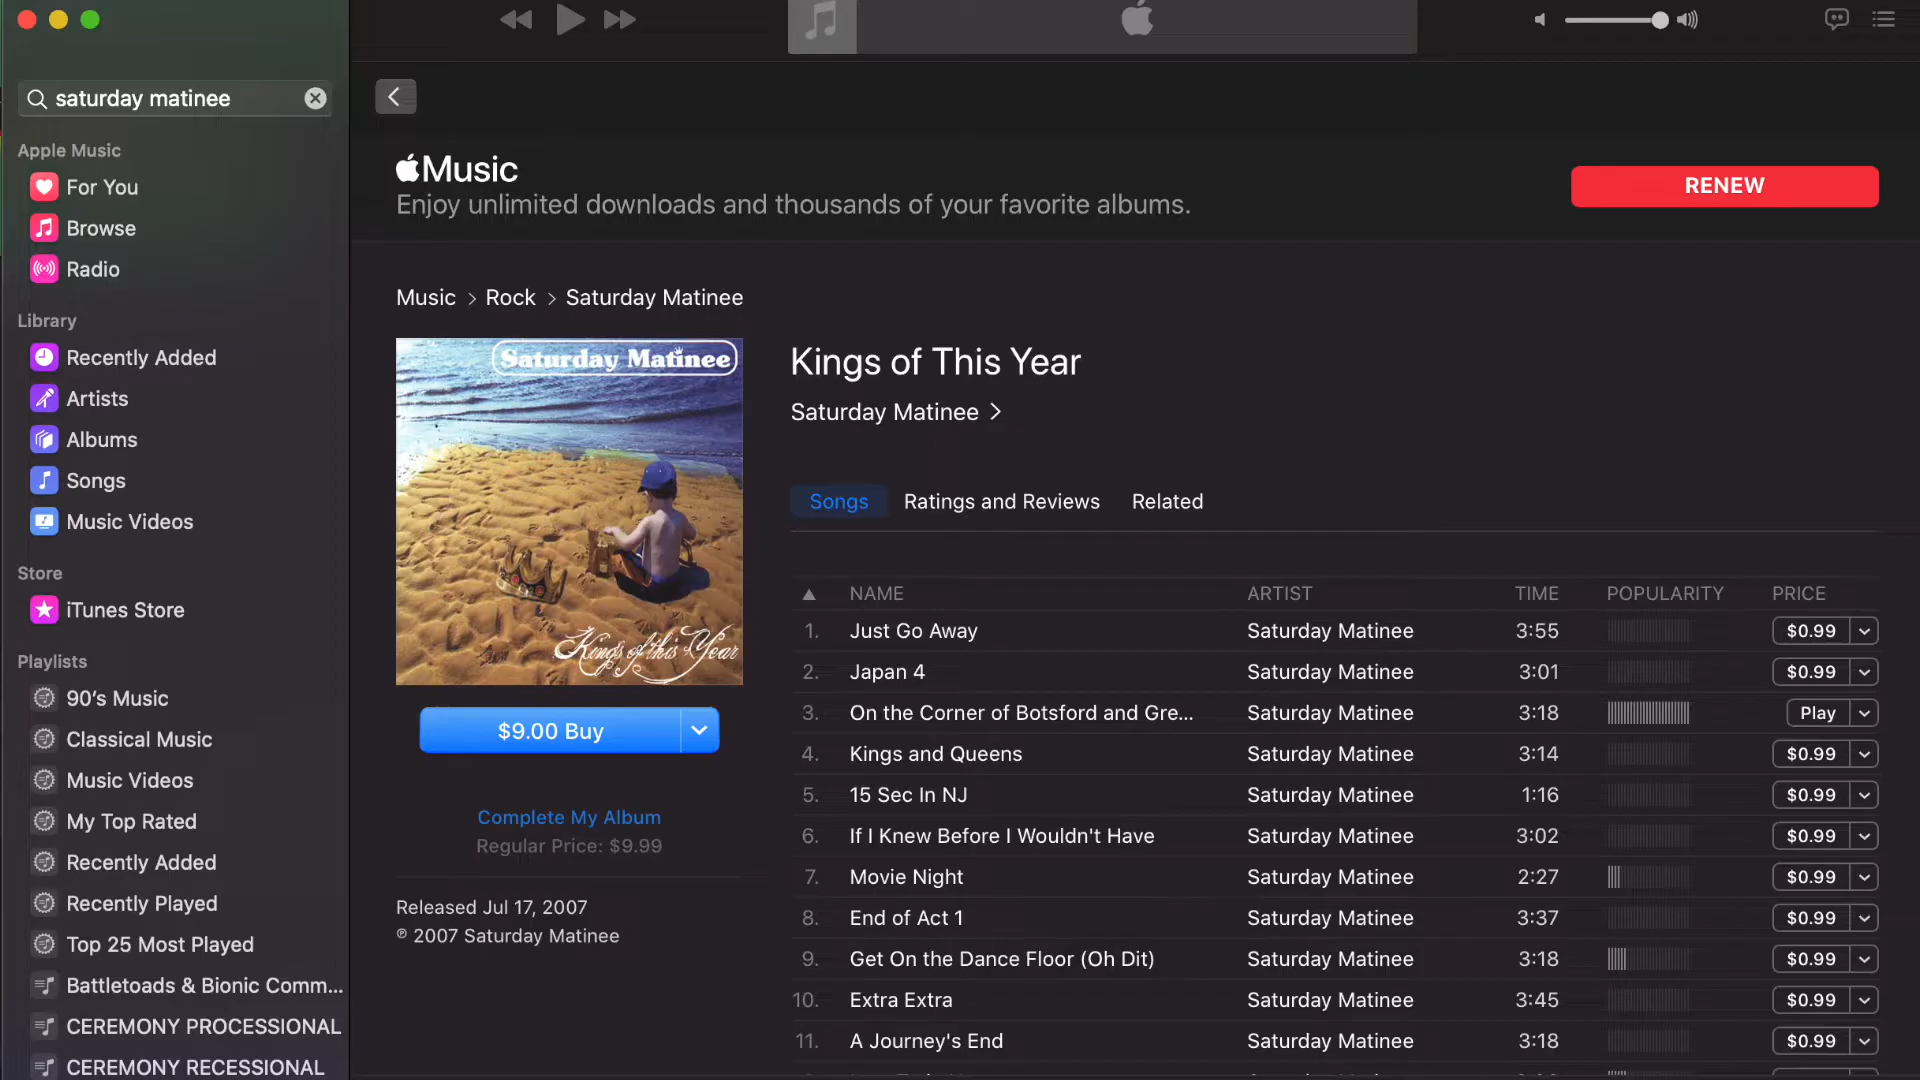 saturday matinee
Apple Music
For You
Browse
Radio
Library
Recently Added
Artists
Albums
Songs
Music Videos
Store
iTunes Store
Playlists
90's Music
Classical Music
Music Videos
My Top Rated
Recently Added
Recently Played
Top 25 Most Played
Battletoads & Bionic Comm...
CEREMONY PROCESSIONAL
CEREMONY RECESSIONAL
Music
Enjoy unlimited downloads and thousands of your favorite albums.
RENEW
Music > Rock > Saturday Matinee
Saturday Matinee
Kings of this Year
$9.00 Buy
Complete My Album
Regular Price: $9.99
Released Jul 17, 2007
℗ 2007 Saturday Matinee
Kings of This Year
Saturday Matinee >
Songs Ratings and Reviews Related
NAME ARTIST TIME POPULARITY PRICE
1. Just Go Away Saturday Matinee 3:55 $0.99
2. Japan 4 Saturday Matinee 3:01 $0.99
3. On the Corner of Botsford and Gre... Saturday Matinee 3:18 Play
4. Kings and Queens Saturday Matinee 3:14 $0.99
5. 15 Sec In NJ Saturday Matinee 1:16 $0.99
6. If I Knew Before I Wouldn't Have Saturday Matinee 3:02 $0.99
7. Movie Night Saturday Matinee 2:27 $0.99
8. End of Act 1 Saturday Matinee 3:37 $0.99
9. Get On the Dance Floor (Oh Dit) Saturday Matinee 3:18 $0.99
10. Extra Extra Saturday Matinee 3:45 $0.99
11. A Journey's End Saturday Matinee 3:18 $0.99